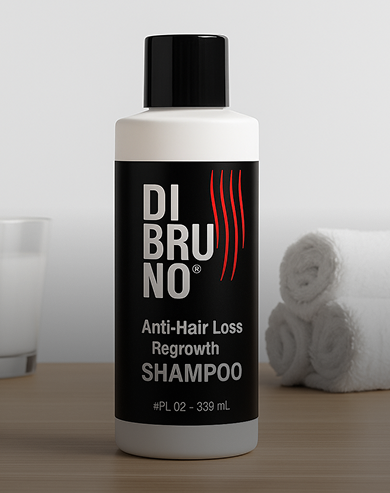 DI
BRU
NO®
Anti-Hair Loss
Regrowth
SHAMPOO
#PL 02 - 339 mL